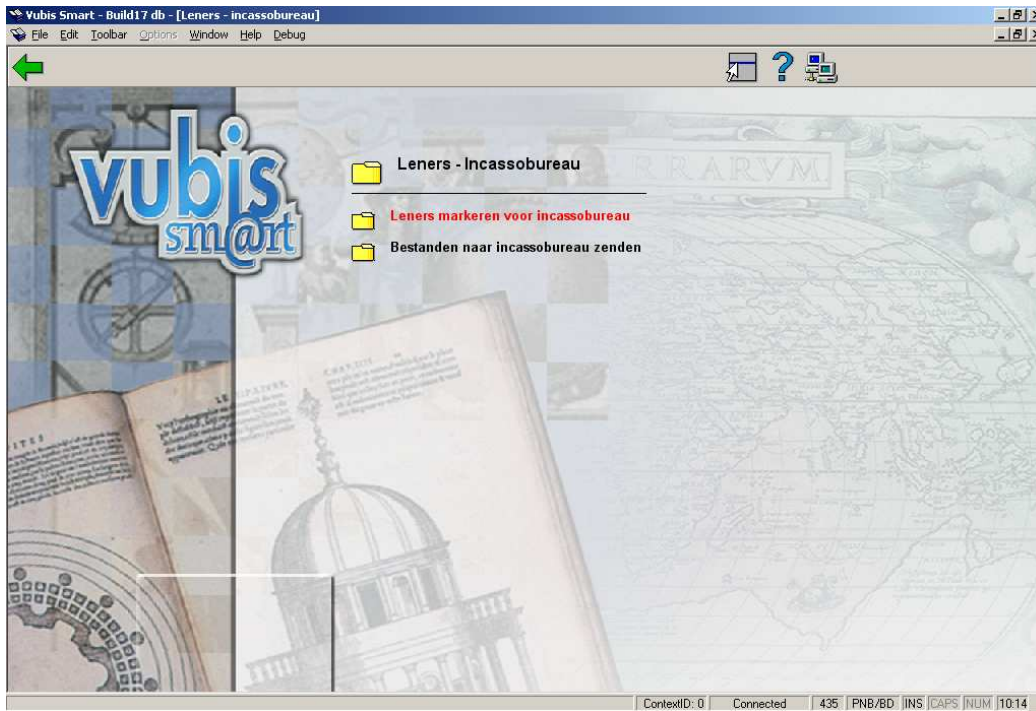 Vubis Smart - Build17 db - [Leners - incassobureau]
File Edit Toolbar Options Window Help Debug
vubis
sm@rt
RRARVM
Leners - Incassobureau
Leners markeren voor incassobureau
Bestanden naar incassobureau zenden
ContextID: 0 Connected 435 PNB/BD INS CAPS NUM 10:14